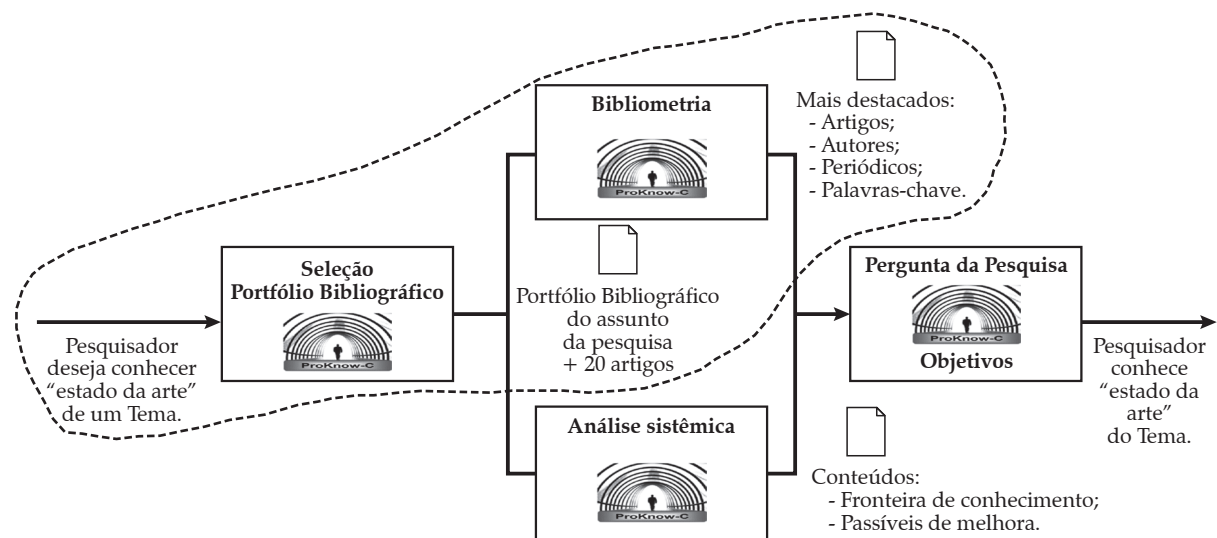 Bibliometria
ProKnow-C
Mais destacados:
- Artigos;
- Autores;
- Periódicos;
- Palavras-chave.
Seleção
Portfólio Bibliográfico
ProKnow-C
Pesquisador
deseja conhecer
“estado da arte”
de um Tema.
Portfólio Bibliográfico
do assunto
da pesquisa
+ 20 artigos
Pergunta da Pesquisa
ProKnow-C
Objetivos
Pesquisador
conhece
“estado da
arte”
do Tema.
Análise sistêmica
ProKnow-C
Conteúdos:
- Fronteira de conhecimento;
- Passíveis de melhora.